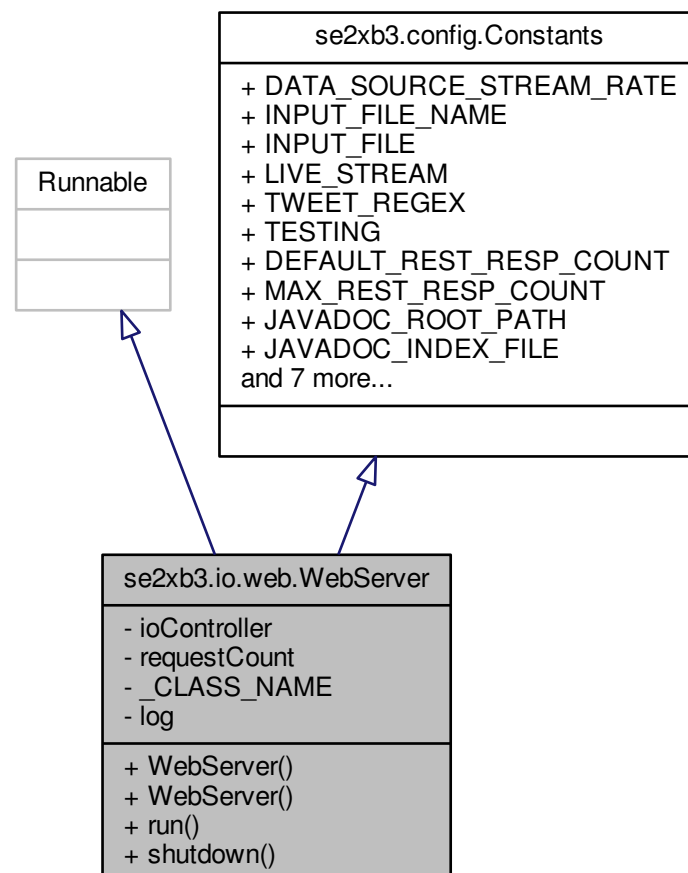 se2xb3.config.Constants
+ DATA_SOURCE_STREAM_RATE
+ INPUT_FILE_NAME
+ INPUT_FILE
+ LIVE_STREAM
+ TWEET_REGEX
+ TESTING
+ DEFAULT_REST_RESP_COUNT
+ MAX_REST_RESP_COUNT
+ JAVADOC_ROOT_PATH
+ JAVADOC_INDEX_FILE
and 7 more...
Runnable
se2xb3.io.web.WebServer
- ioController
- requestCount
- _CLASS_NAME
- log
+ WebServer()
+ WebServer()
+ run()
+ shutdown()